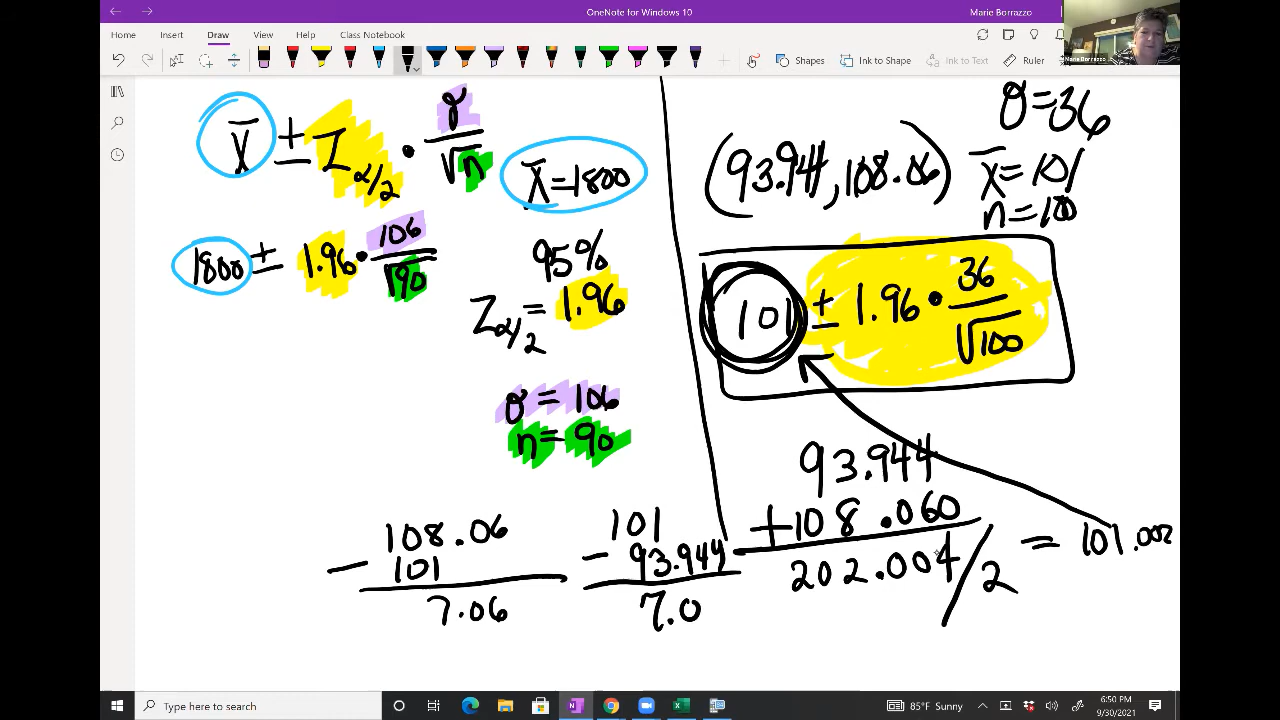 OneNote for Windows 10
Marie Borrazzo
Home Insert Draw View Help Class Notebook
Shapes Ink to Shape Ink to Text Ruler
Marie Borrazzo
X̄ ± Z α/2 · σ/√n
X̄ = 1800
1800 ± 1.96 · 106/√90
95%
Z α/2 = 1.96
σ = 106
n = 90
σ = 36
(93.944, 108.06)
x̄ = 101
n = 100
101 ± 1.96 · 36/√100
93.944
+108.060
202.004/2 = 101.002
108.06
− 101
7.06
101
− 93.944
7.0
Type here to search
85°F Sunny
6:50 PM
9/30/2021